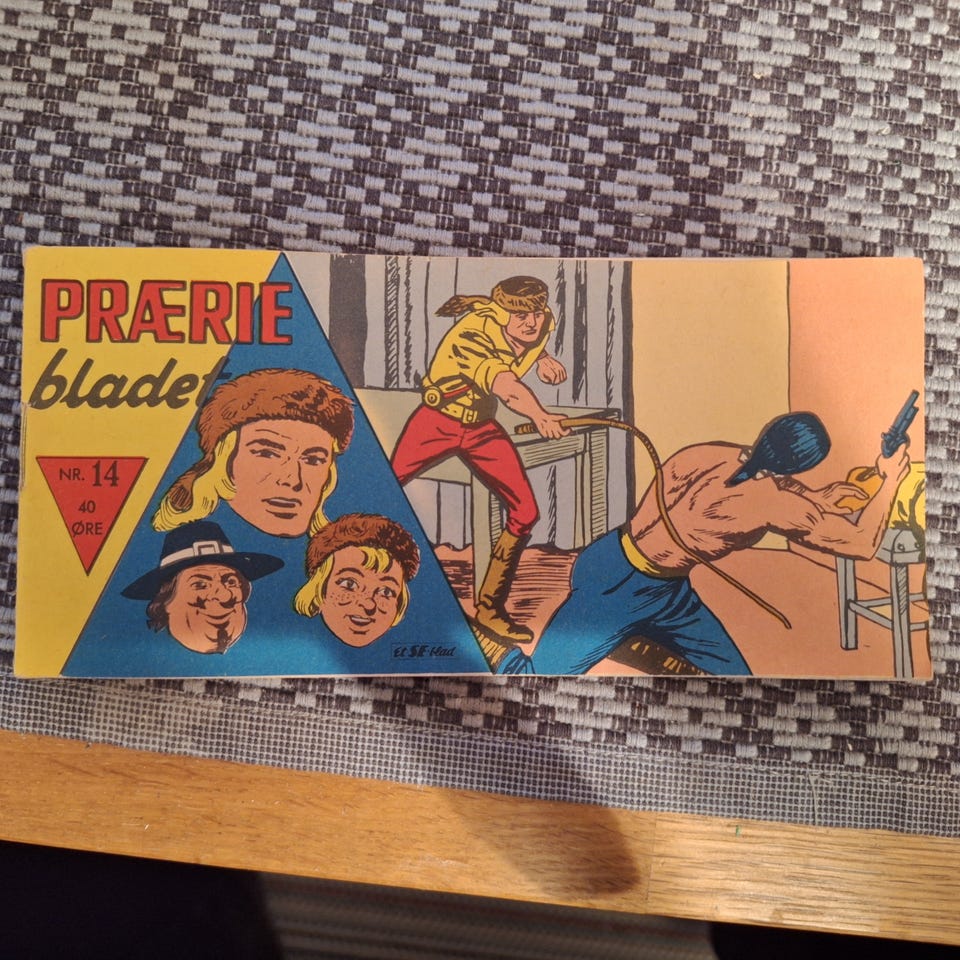 PRÆRIE
bladet
NR. 14
40
ØRE
Et SE-blad